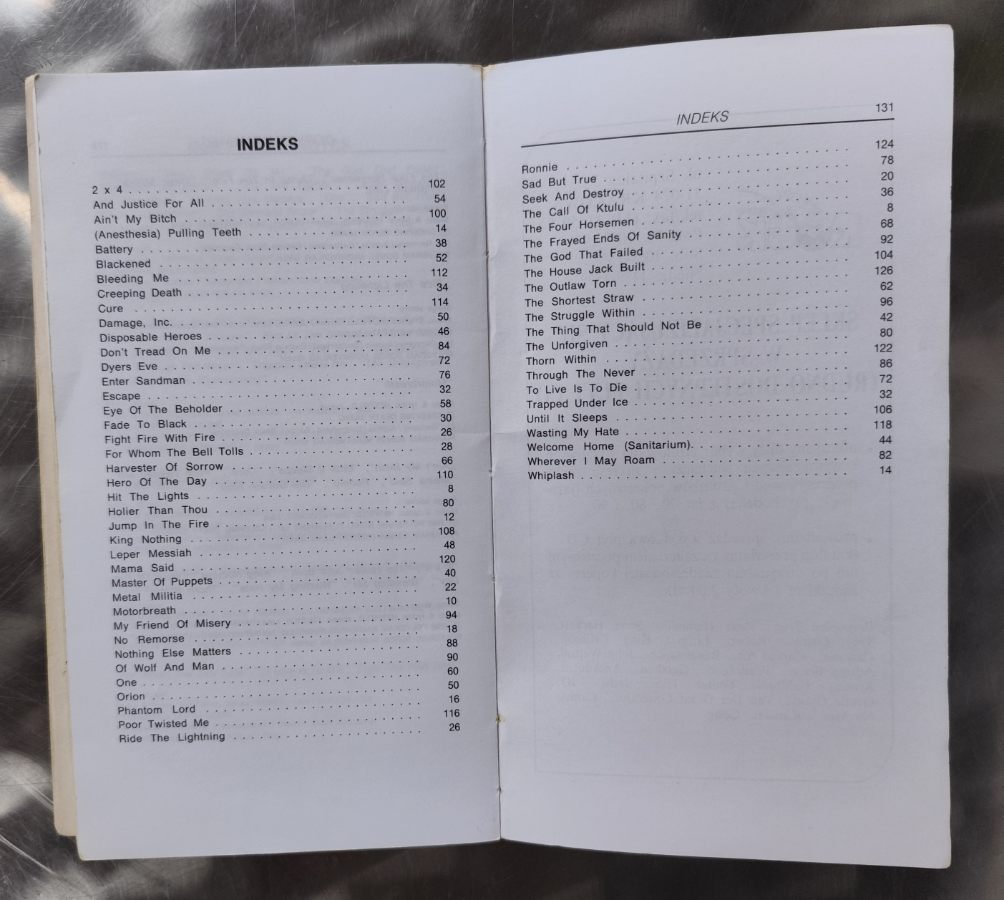 INDEKS
2 x 4 . . . . . . . . . . 102
And Justice For All . . . . . . . . . . 54
Ain't My Bitch . . . . . . . . . . 100
(Anesthesia) Pulling Teeth . . . . . . . . . . 14
Battery . . . . . . . . . . 38
Blackened . . . . . . . . . . 52
Bleeding Me . . . . . . . . . . 112
Creeping Death . . . . . . . . . . 34
Cure . . . . . . . . . . 114
Damage, Inc. . . . . . . . . . . 50
Disposable Heroes . . . . . . . . . . 46
Don't Tread On Me . . . . . . . . . . 84
Dyers Eve . . . . . . . . . . 72
Enter Sandman . . . . . . . . . . 76
Escape . . . . . . . . . . 32
Eye Of The Beholder . . . . . . . . . . 58
Fade To Black . . . . . . . . . . 30
Fight Fire With Fire . . . . . . . . . . 26
For Whom The Bell Tolls . . . . . . . . . . 28
Harvester Of Sorrow . . . . . . . . . . 66
Hero Of The Day . . . . . . . . . . 110
Hit The Lights . . . . . . . . . . 8
Holier Than Thou . . . . . . . . . . 80
Jump In The Fire . . . . . . . . . . 12
King Nothing . . . . . . . . . . 108
Leper Messiah . . . . . . . . . . 48
Mama Said . . . . . . . . . . 120
Master Of Puppets . . . . . . . . . . 40
Metal Militia . . . . . . . . . . 22
Motorbreath . . . . . . . . . . 10
My Friend Of Misery . . . . . . . . . . 94
No Remorse . . . . . . . . . . 18
Nothing Else Matters . . . . . . . . . . 88
Of Wolf And Man . . . . . . . . . . 90
One . . . . . . . . . . 60
Orion . . . . . . . . . . 50
Phantom Lord . . . . . . . . . . 16
Poor Twisted Me . . . . . . . . . . 116
Ride The Lightning . . . . . . . . . . 26
INDEKS 131
Ronnie . . . . . . . . . . 124
Sad But True . . . . . . . . . . 78
Seek And Destroy . . . . . . . . . . 20
The Call Of Ktulu . . . . . . . . . . 36
The Four Horsemen . . . . . . . . . . 8
The Frayed Ends Of Sanity . . . . . . . . . . 68
The God That Failed . . . . . . . . . . 92
The House Jack Built . . . . . . . . . . 104
The Outlaw Torn . . . . . . . . . . 126
The Shortest Straw . . . . . . . . . . 62
The Struggle Within . . . . . . . . . . 96
The Thing That Should Not Be . . . . . . . . . . 42
The Unforgiven . . . . . . . . . . 80
Thorn Within . . . . . . . . . . 122
Through The Never . . . . . . . . . . 86
To Live Is To Die . . . . . . . . . . 72
Trapped Under Ice . . . . . . . . . . 32
Until It Sleeps . . . . . . . . . . 106
Wasting My Hate . . . . . . . . . . 118
Welcome Home (Sanitarium). . . . . . . . . . 44
Wherever I May Roam . . . . . . . . . . 82
Whiplash . . . . . . . . . . 14